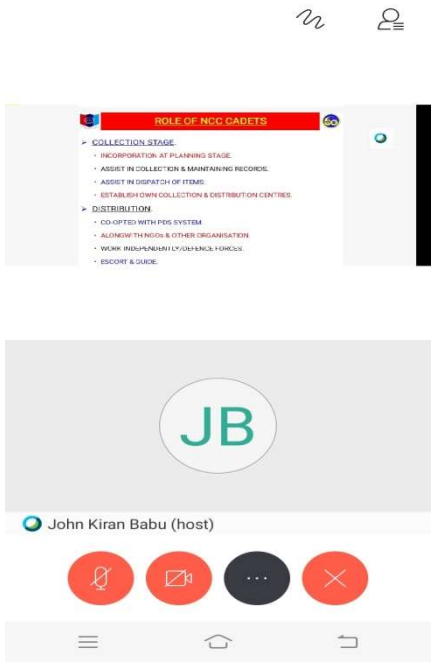 ROLE OF NCC CADETS
➢ COLLECTION STAGE.
• INCORPORATION AT PLANNING STAGE.
• ASSIST IN COLLECTION & MAINTAINING RECORDS.
• ASSIST IN DISPATCH OF ITEMS.
• ESTABLISH OWN COLLECTION & DISTRIBUTION CENTRES.
➢ DISTRIBUTION.
• CO-OPTED WITH PDS SYSTEM.
• ALONGWITH NGOs & OTHER ORGANISATION.
• WORK INDEPENDENTLY/DEFENCE FORCES.
• ESCORT & GUIDE.
JB
John Kiran Babu (host)